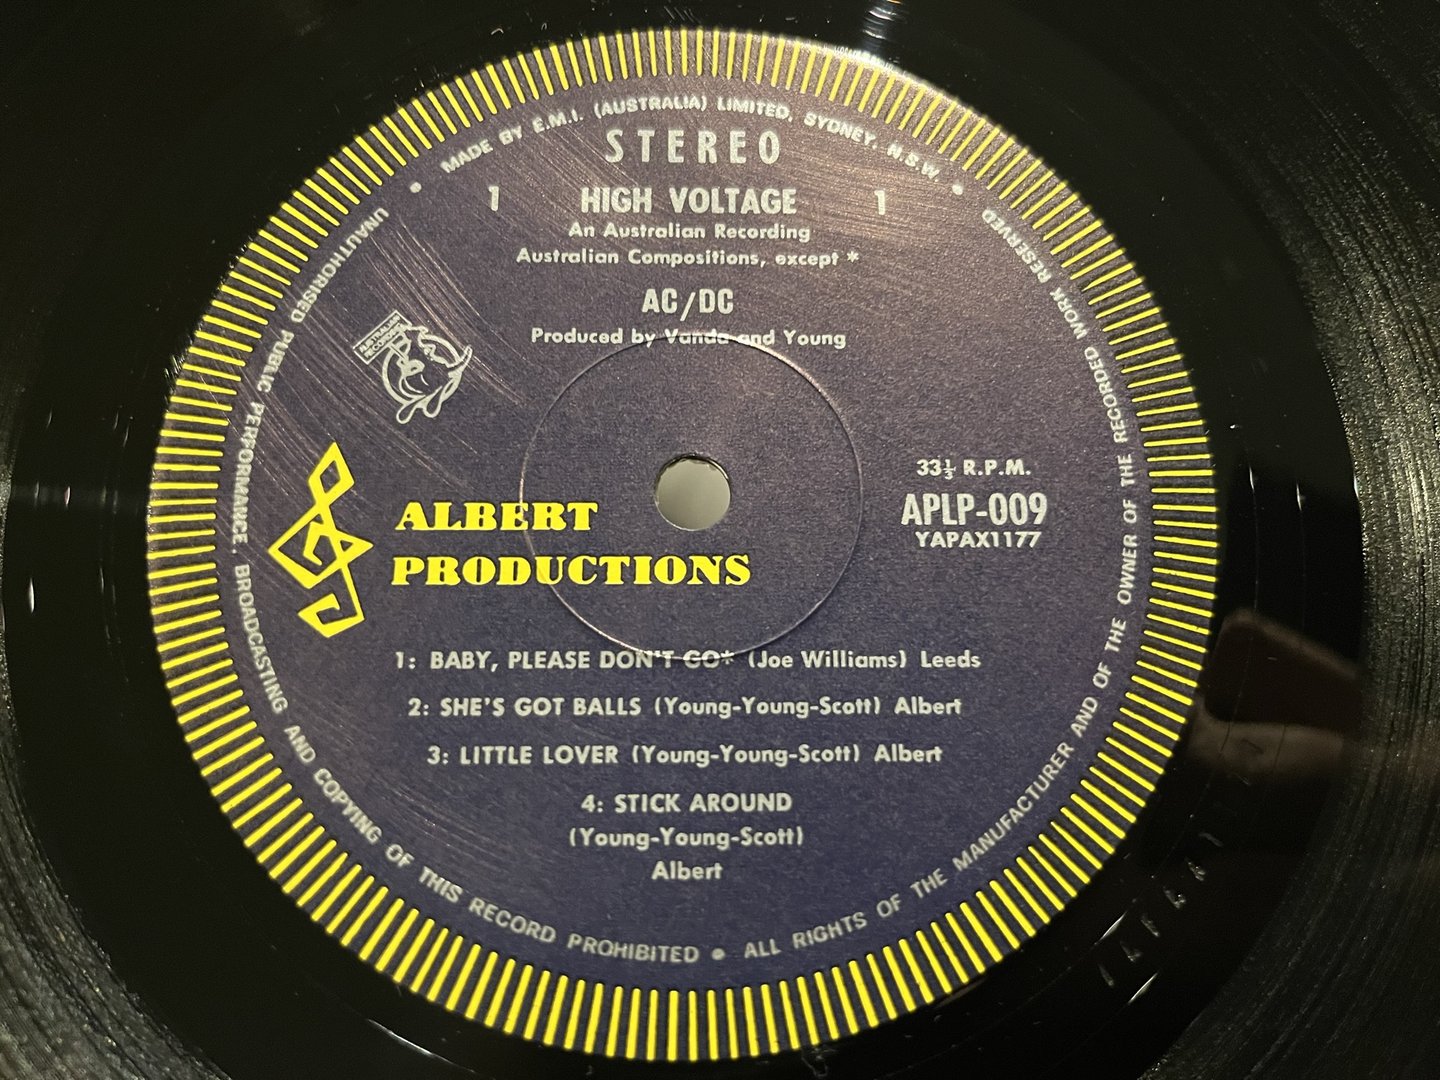 MADE BY E.M.I. (AUSTRALIA) LIMITED, SYDNEY, N.S.W.
STEREO
1 HIGH VOLTAGE 1
An Australian Recording
Australian Compositions, except *
AC/DC
Produced by Vanda and Young
AUSTRALIAN
RECORDING
33⅓ R.P.M.
APLP-009
YAPAX1177
ALBERT
PRODUCTIONS
1: BABY, PLEASE DON'T GO* (Joe Williams) Leeds
2: SHE'S GOT BALLS (Young-Young-Scott) Albert
3: LITTLE LOVER (Young-Young-Scott) Albert
4: STICK AROUND
(Young-Young-Scott)
Albert
UNAUTHORISED PUBLIC PERFORMANCE, BROADCASTING AND COPYING OF THIS RECORD PROHIBITED • ALL RIGHTS OF THE MANUFACTURER AND OF THE OWNER OF THE RECORDED WORK RESERVED